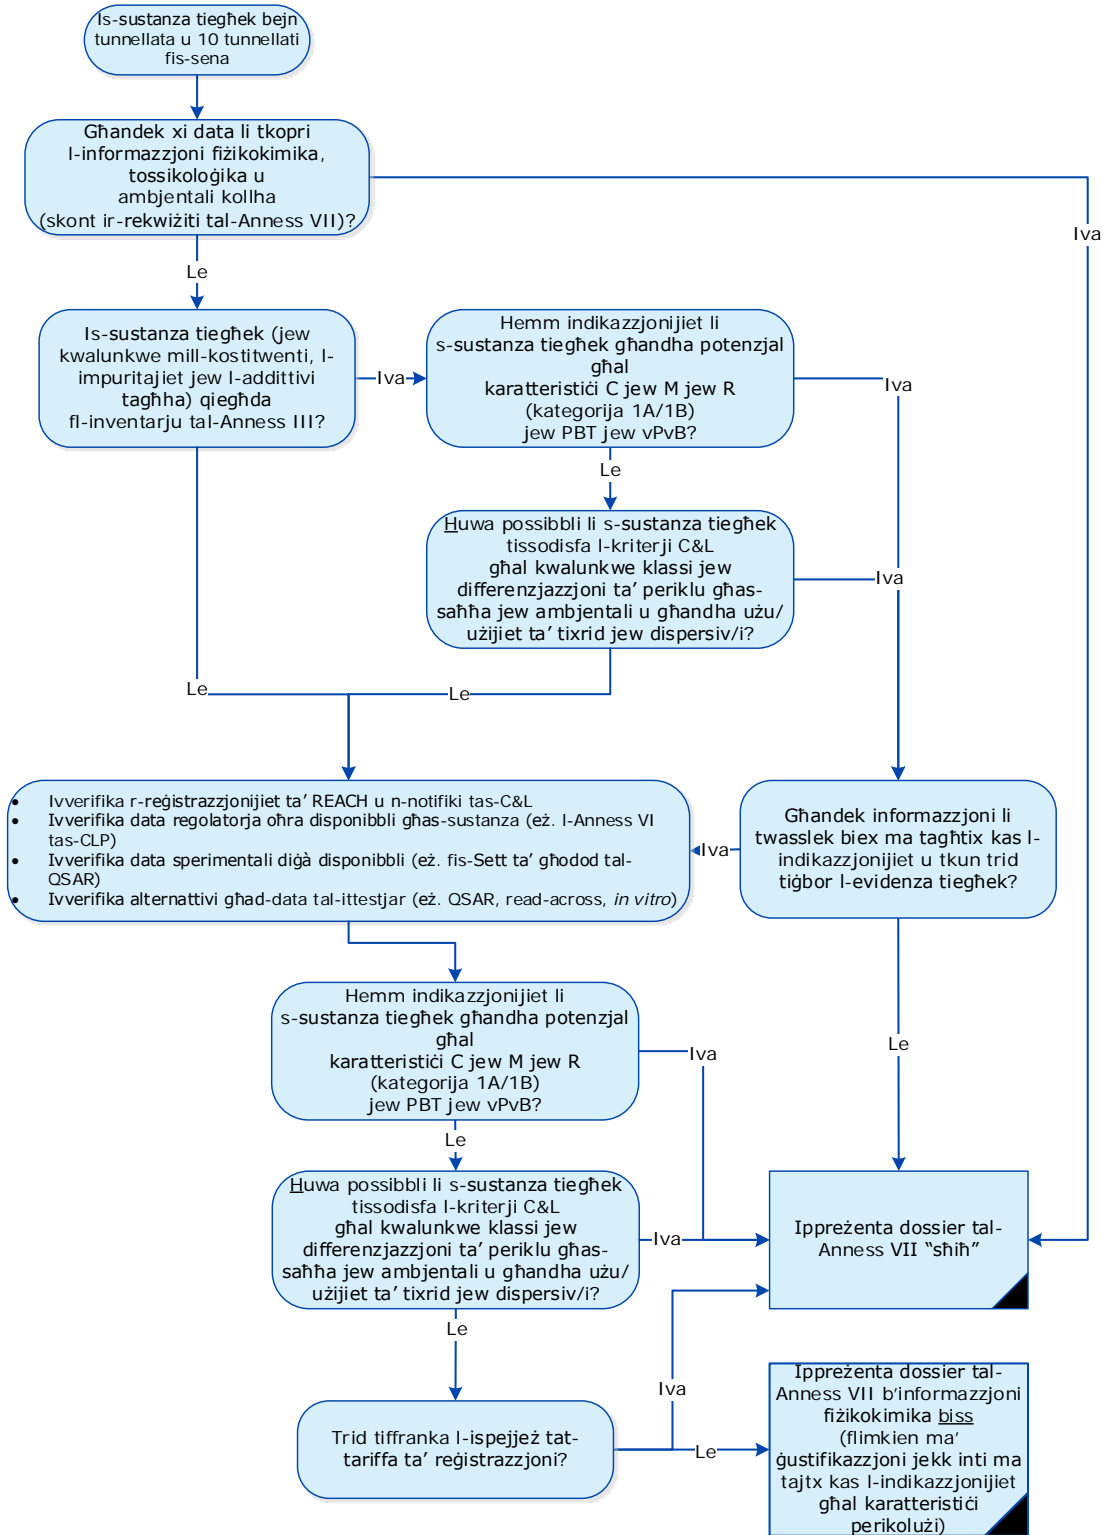 Is-sustanza tiegħek bejn
tunnellata u 10 tunnellati
fis-sena
Għandek xi data li tkopri
l-informazzjoni fiżikokimika,
tossikoloġika u
ambjentali kollha
(skont ir-rekwiżiti tal-Anness VII)?
Iva
Le
Is-sustanza tiegħek (jew
kwalunkwe mill-kostitwenti, l-
impuritajiet jew l-addittivi
tagħha) qiegħda
fl-inventarju tal-Anness III?
Iva
Hemm indikazzjonijiet li
s-sustanza tiegħek għandha potenzjal
għal
karatteristiċi C jew M jew R
(kategorija 1A/1B)
jew PBT jew vPvB?
Iva
Le
Huwa possibbli li s-sustanza tiegħek
tissodisfa l-kriterji C&L
għal kwalunkwe klassi jew
differenzjazzjoni ta’ periklu għas-
saħħa jew ambjentali u għandha użu/
użijiet ta’ tixrid jew dispersiv/i?
Iva
Le
Le
• Ivverifika r-reġistrazzjonijiet ta’ REACH u n-notifiki tas-C&L
• Ivverifika data regolatorja oħra disponibbli għas-sustanza (eż. l-Anness VI
tas-CLP)
• Ivverifika data sperimentali diġà disponibbli (eż. fis-Sett ta’ għodod tal-
QSAR)
• Ivverifika alternattivi għad-data tal-ittestjar (eż. QSAR, read-across, in vitro)
Iva
Għandek informazzjoni li
twasslek biex ma tagħtix kas l-
indikazzjonijiet u tkun trid
tiġbor l-evidenza tiegħek?
Le
Hemm indikazzjonijiet li
s-sustanza tiegħek għandha potenzjal
għal
karatteristiċi C jew M jew R
(kategorija 1A/1B)
jew PBT jew vPvB?
Iva
Le
Huwa possibbli li s-sustanza tiegħek
tissodisfa l-kriterji C&L
għal kwalunkwe klassi jew
differenzjazzjoni ta’ periklu għas-
saħħa jew ambjentali u għandha użu/
użijiet ta’ tixrid jew dispersiv/i?
Iva
Ippreżenta dossier tal-
Anness VII “sħiħ”
Le
Iva
Trid tiffranka l-ispejjeż tat-
tariffa ta’ reġistrazzjoni?
Le
Ippreżenta dossier tal-
Anness VII b’informazzjoni
fiżikokimika biss
(flimkien ma’
ġustifikazzjoni jekk inti ma
tajtx kas l-indikazzjonijiet
għal karatteristiċi
perikolużi)